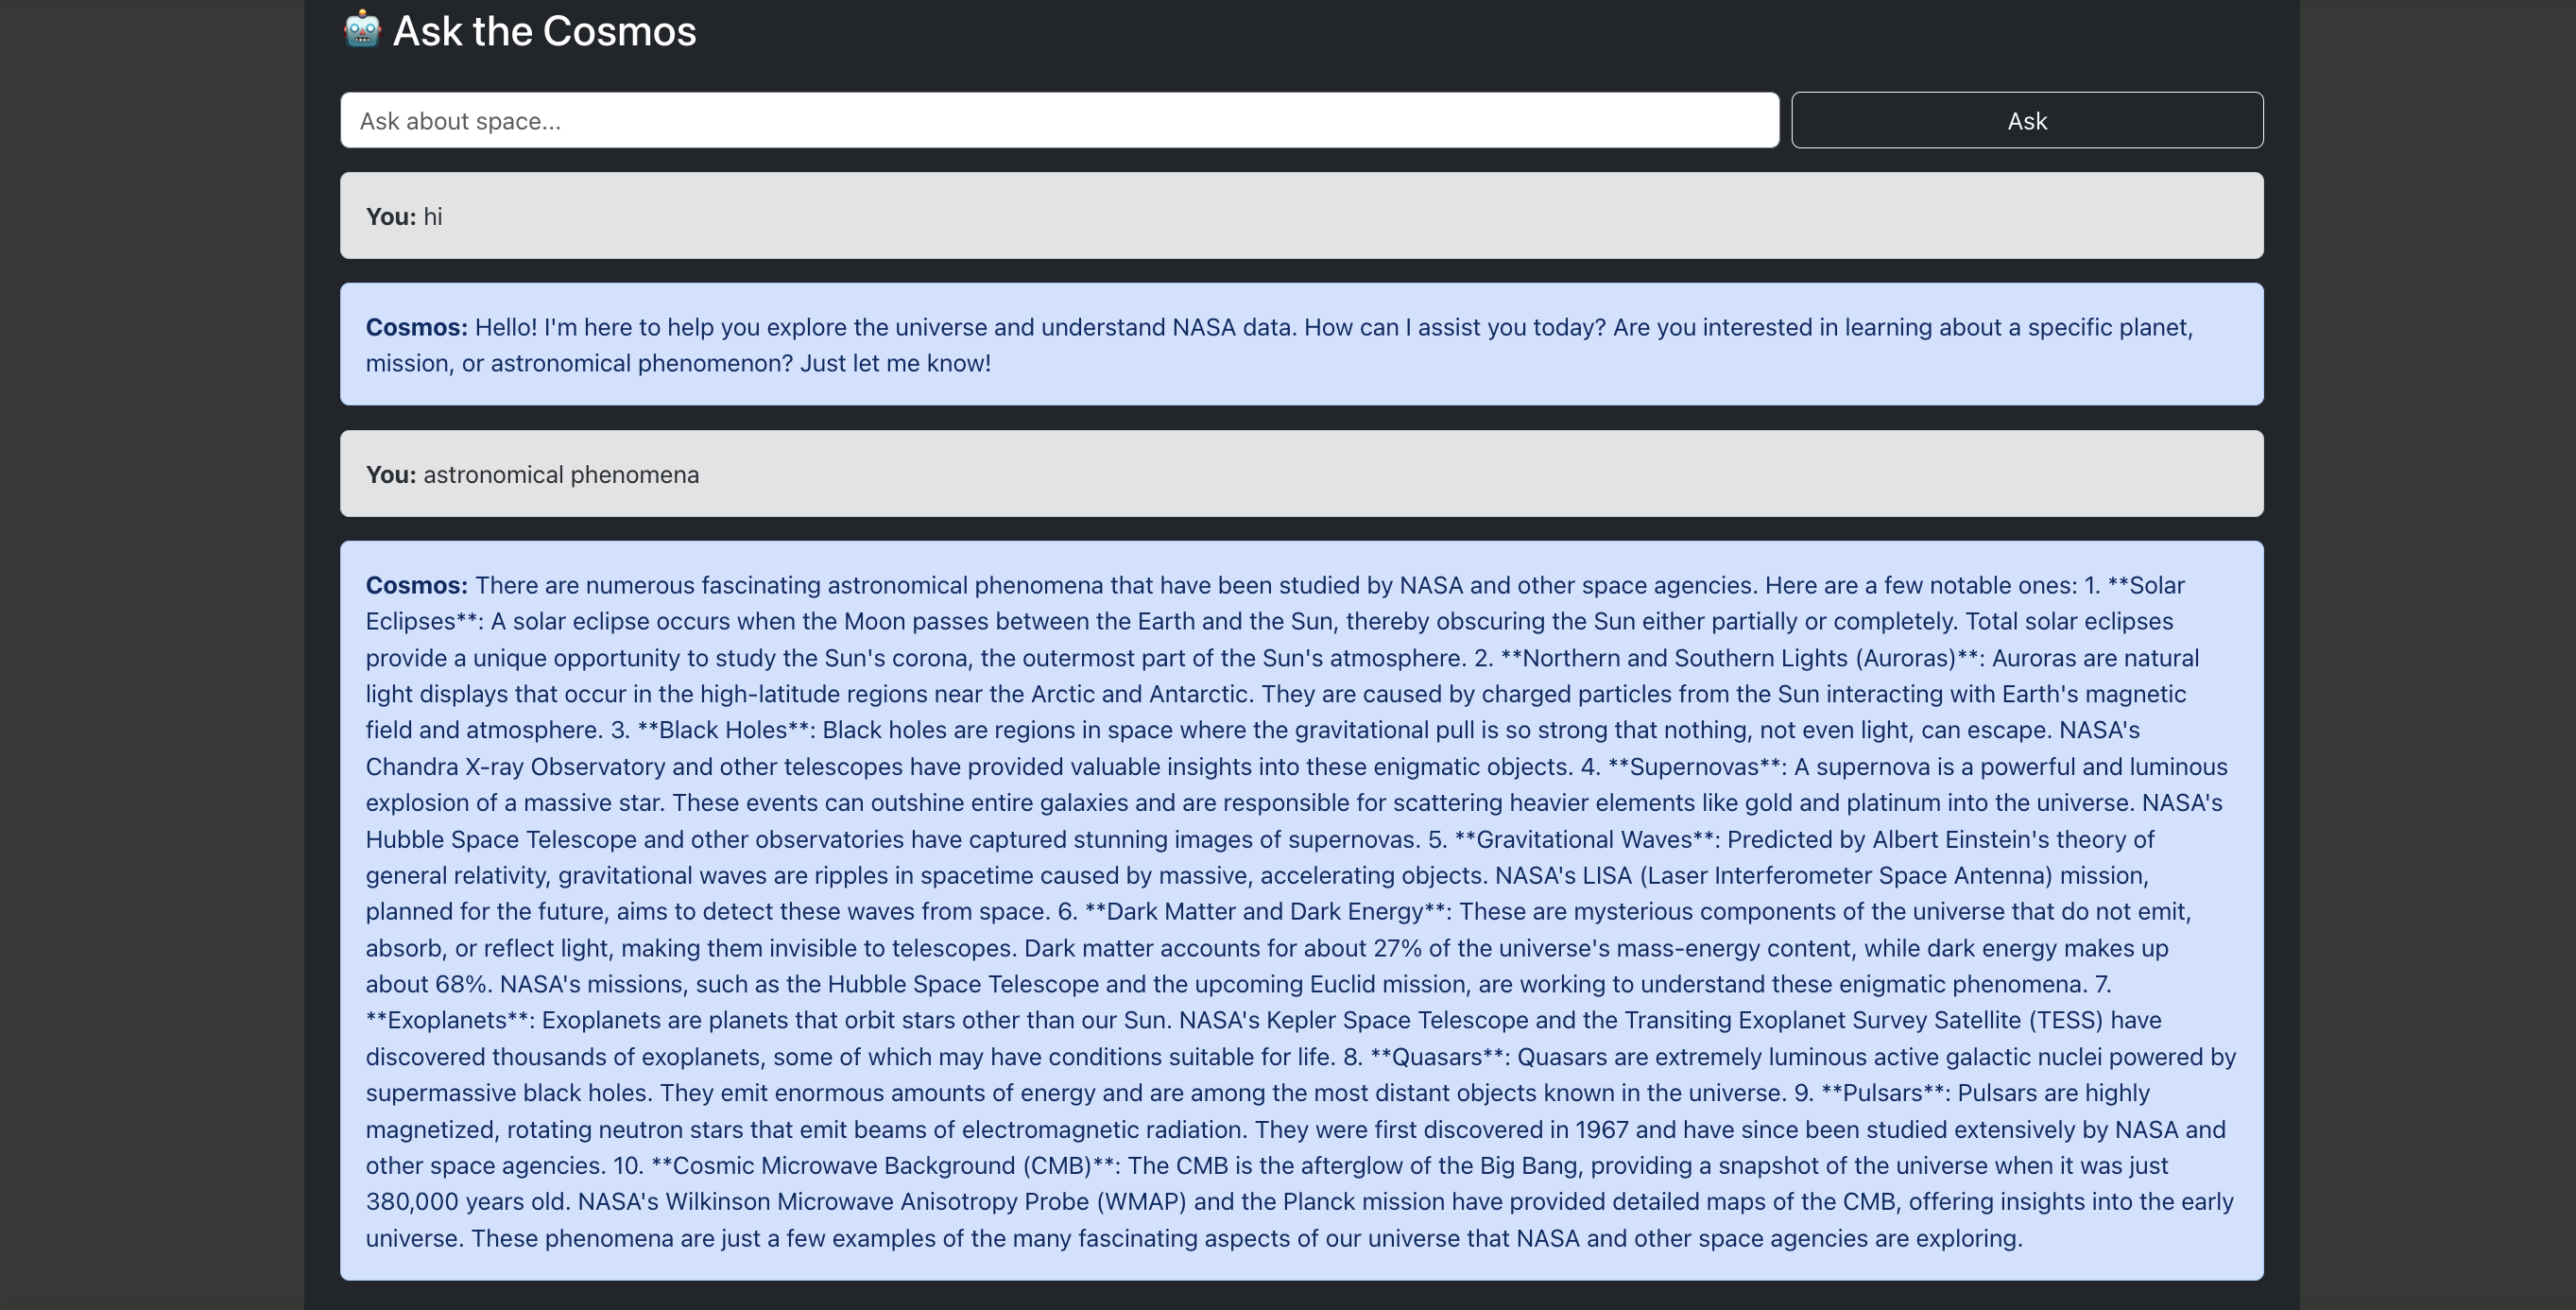 🤖 Ask the Cosmos
Ask about space...
Ask
You: hi
Cosmos: Hello! I'm here to help you explore the universe and understand NASA data. How can I assist you today? Are you interested in learning about a specific planet,
mission, or astronomical phenomenon? Just let me know!
You: astronomical phenomena
Cosmos: There are numerous fascinating astronomical phenomena that have been studied by NASA and other space agencies. Here are a few notable ones: 1. **Solar
Eclipses**: A solar eclipse occurs when the Moon passes between the Earth and the Sun, thereby obscuring the Sun either partially or completely. Total solar eclipses
provide a unique opportunity to study the Sun's corona, the outermost part of the Sun's atmosphere. 2. **Northern and Southern Lights (Auroras)**: Auroras are natural
light displays that occur in the high-latitude regions near the Arctic and Antarctic. They are caused by charged particles from the Sun interacting with Earth's magnetic
field and atmosphere. 3. **Black Holes**: Black holes are regions in space where the gravitational pull is so strong that nothing, not even light, can escape. NASA's
Chandra X-ray Observatory and other telescopes have provided valuable insights into these enigmatic objects. 4. **Supernovas**: A supernova is a powerful and luminous
explosion of a massive star. These events can outshine entire galaxies and are responsible for scattering heavier elements like gold and platinum into the universe. NASA's
Hubble Space Telescope and other observatories have captured stunning images of supernovas. 5. **Gravitational Waves**: Predicted by Albert Einstein's theory of
general relativity, gravitational waves are ripples in spacetime caused by massive, accelerating objects. NASA's LISA (Laser Interferometer Space Antenna) mission,
planned for the future, aims to detect these waves from space. 6. **Dark Matter and Dark Energy**: These are mysterious components of the universe that do not emit,
absorb, or reflect light, making them invisible to telescopes. Dark matter accounts for about 27% of the universe's mass-energy content, while dark energy makes up
about 68%. NASA's missions, such as the Hubble Space Telescope and the upcoming Euclid mission, are working to understand these enigmatic phenomena. 7.
**Exoplanets**: Exoplanets are planets that orbit stars other than our Sun. NASA's Kepler Space Telescope and the Transiting Exoplanet Survey Satellite (TESS) have
discovered thousands of exoplanets, some of which may have conditions suitable for life. 8. **Quasars**: Quasars are extremely luminous active galactic nuclei powered by
supermassive black holes. They emit enormous amounts of energy and are among the most distant objects known in the universe. 9. **Pulsars**: Pulsars are highly
magnetized, rotating neutron stars that emit beams of electromagnetic radiation. They were first discovered in 1967 and have since been studied extensively by NASA and
other space agencies. 10. **Cosmic Microwave Background (CMB)**: The CMB is the afterglow of the Big Bang, providing a snapshot of the universe when it was just
380,000 years old. NASA's Wilkinson Microwave Anisotropy Probe (WMAP) and the Planck mission have provided detailed maps of the CMB, offering insights into the early
universe. These phenomena are just a few examples of the many fascinating aspects of our universe that NASA and other space agencies are exploring.